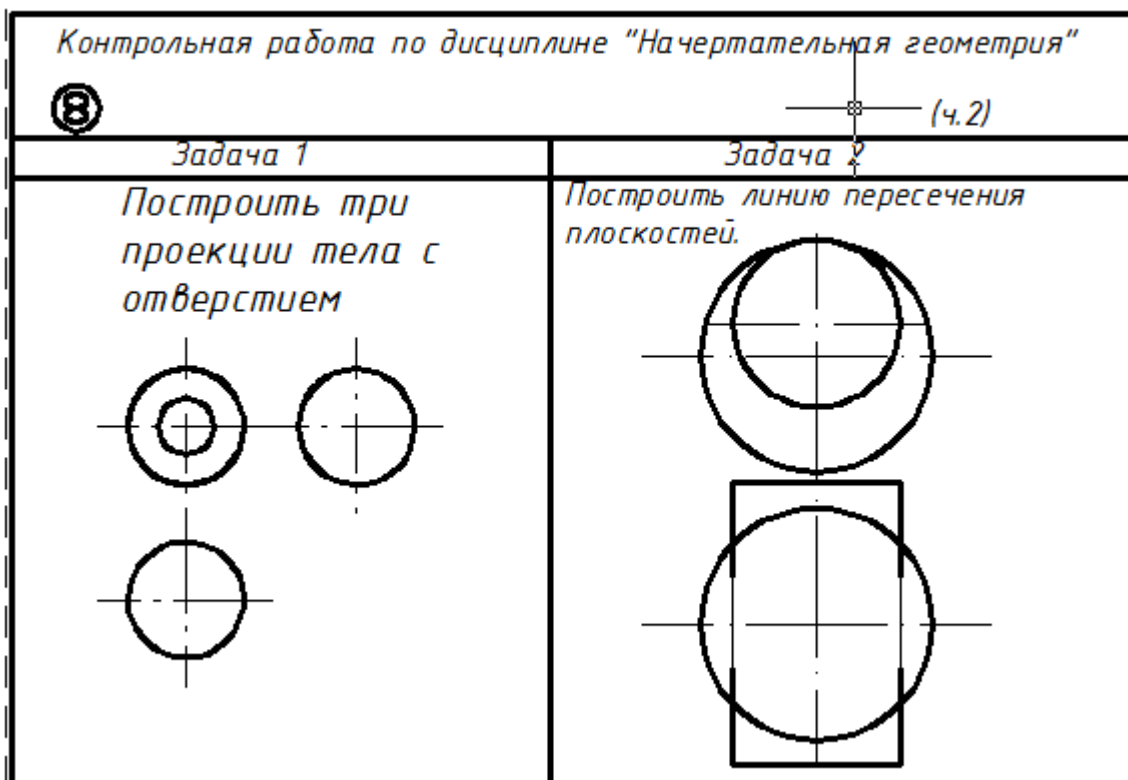 Контрольная работа по дисциплине "Начертательная геометрия"
8
(ч.2)
Задача 1
Задача 2
Построить три
проекции тела с
отверстием
Построить линию пересечения
плоскостей.